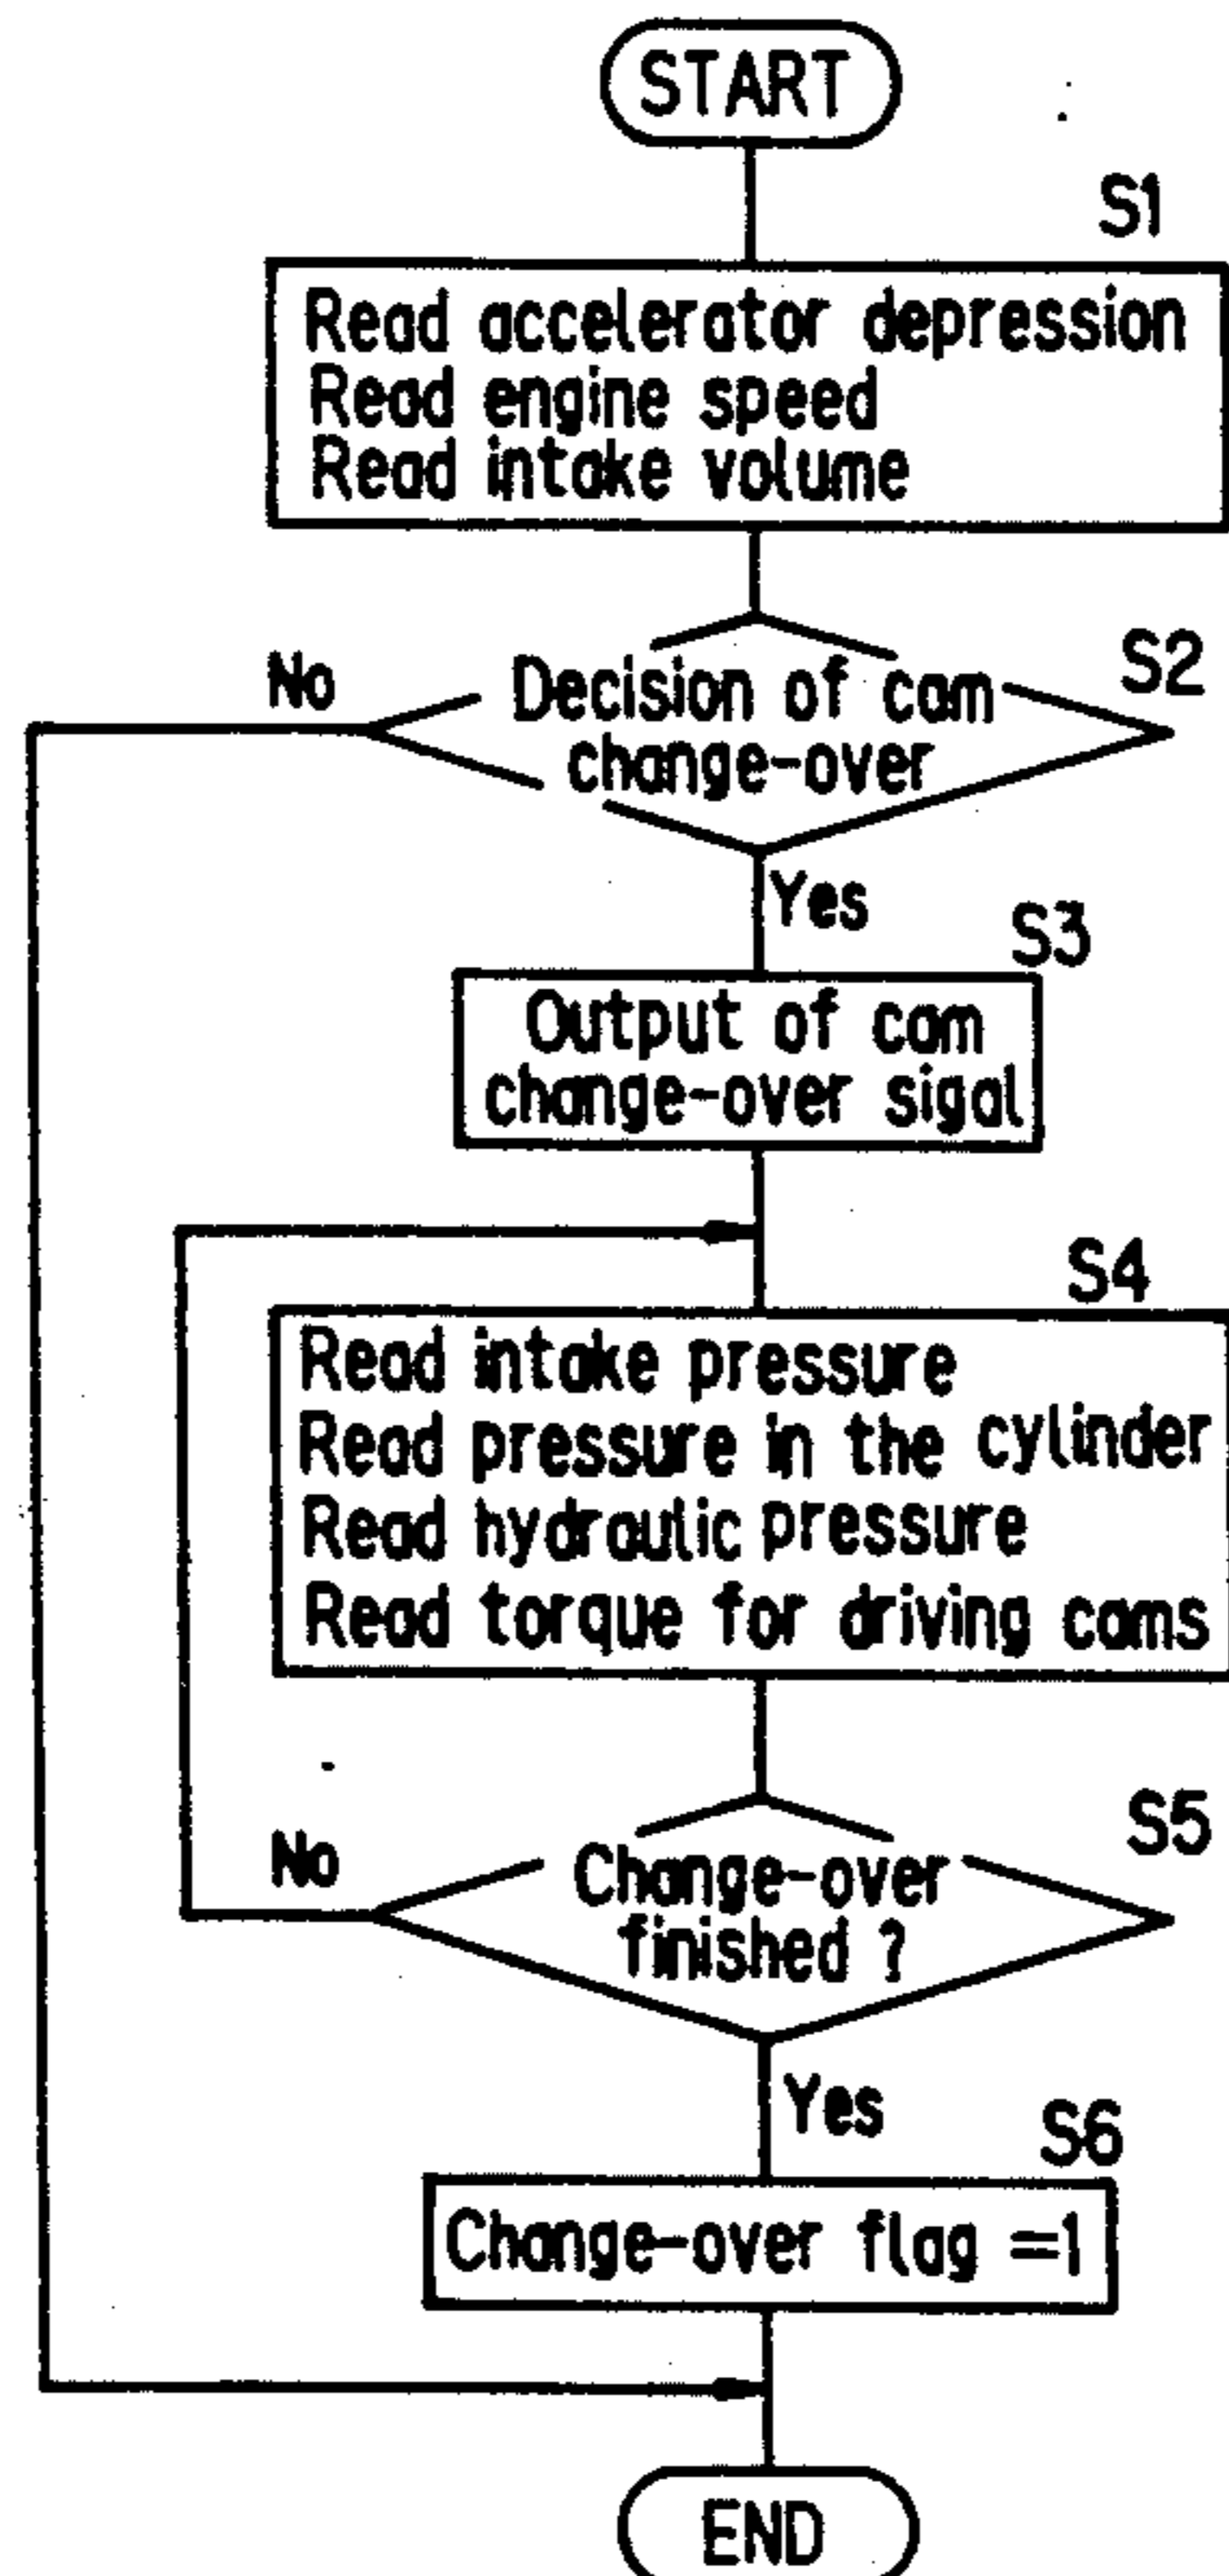 START
S1
Read accelerator depression
Read engine speed
Read intake volume
S2
No
Decision of cam
change-over
Yes
S3
Output of cam
change-over sigal
S4
Read intake pressure
Read pressure in the cylinder
Read hydraulic pressure
Read torque for driving cams
S5
No
Change-over
finished ?
Yes
S6
Change-over flag =1
END